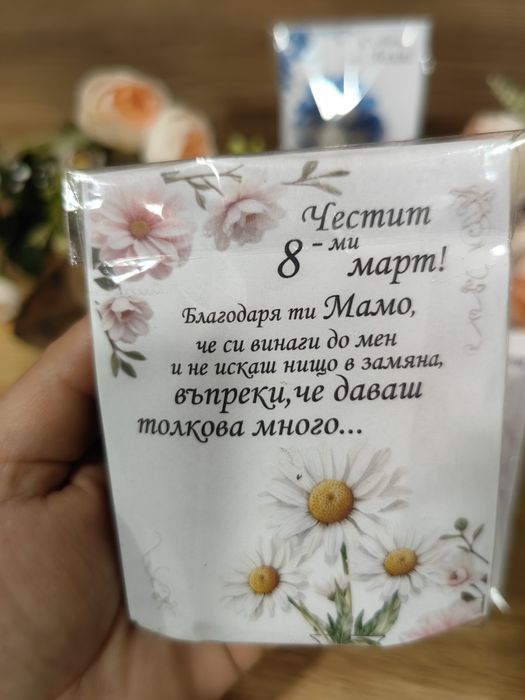 Честит
8 - ми
март!
Благодаря ти Мамо,
че си винаги до мен
и не искаш нищо в замяна,
въпреки,че даваш
толкова много...